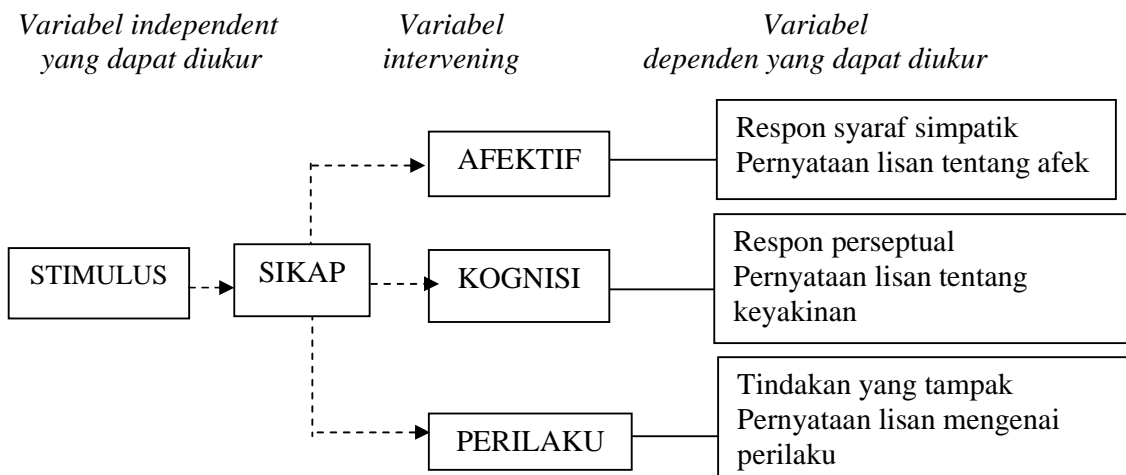 Variabel independent
yang dapat diukur
Variabel
intervening
Variabel
dependen yang dapat diukur
STIMULUS
SIKAP
AFEKTIF
Respon syaraf simpatik
Pernyataan lisan tentang afek
KOGNISI
Respon perseptual
Pernyataan lisan tentang
keyakinan
PERILAKU
Tindakan yang tampak
Pernyataan lisan mengenai
perilaku